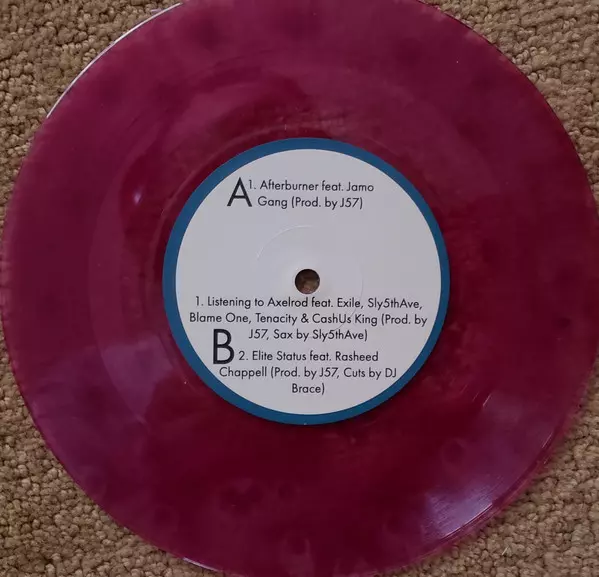 A 1. Afterburner feat. Jamo
Gang (Prod. by J57)
1. Listening to Axelrod feat. Exile, Sly5thAve,
Blame One, Tenacity & CashUs King (Prod. by
J57, Sax by Sly5thAve)
B 2. Elite Status feat. Rasheed
Chappell (Prod. by J57, Cuts by DJ
Brace)